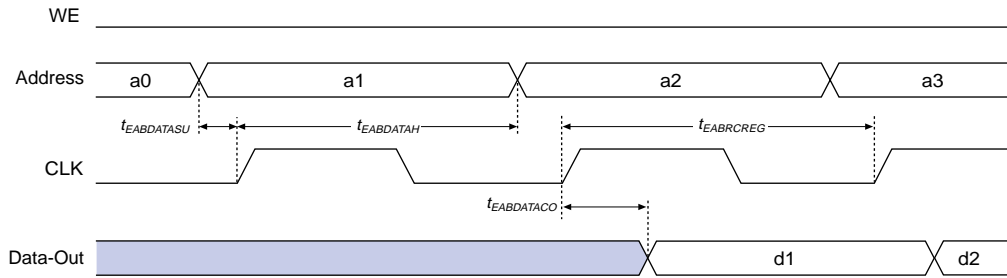 WE
Address a0 a1 a2 a3
tEABDATASU tEABDATAH tEABRCREG
CLK
tEABDATACO
Data-Out d1 d2